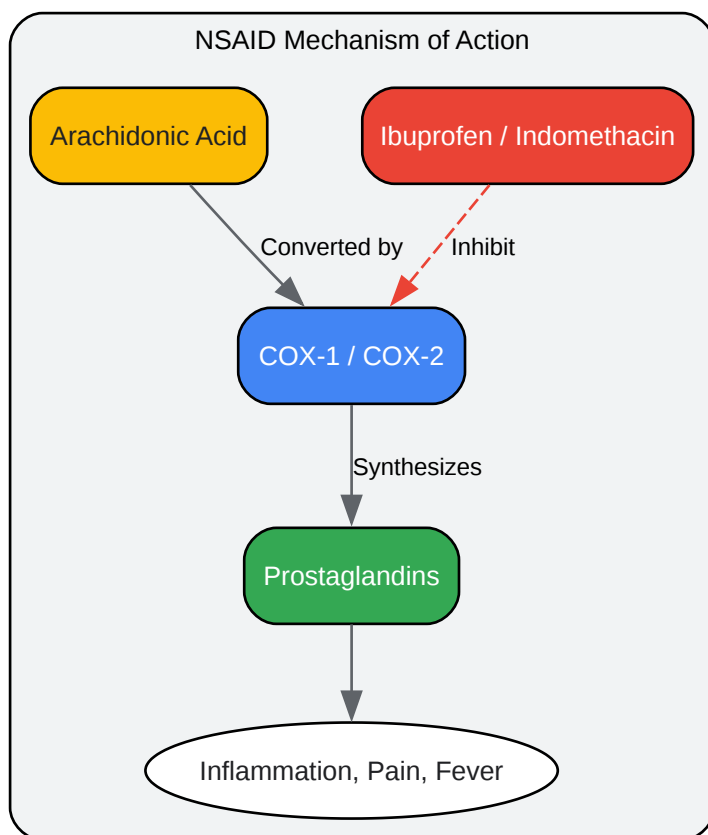 NSAID Mechanism of Action
Arachidonic Acid
Ibuprofen / Indomethacin
Converted by
Inhibit
COX-1 / COX-2
Synthesizes
Prostaglandins
Inflammation, Pain, Fever